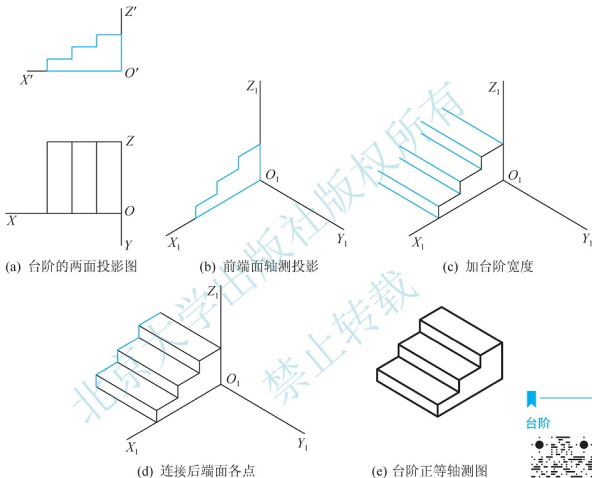 Z′
X′
O′
Z
X
O
Y
(a) 台阶的两面投影图
Z₁
O₁
X₁
Y₁
(b) 前端面轴测投影
Z₁
O₁
X₁
Y₁
(c) 加台阶宽度
Z₁
O₁
X₁
Y₁
(d) 连接后端面各点
(e) 台阶正等轴测图
台阶
北京大学出版社版权所有
禁止转载